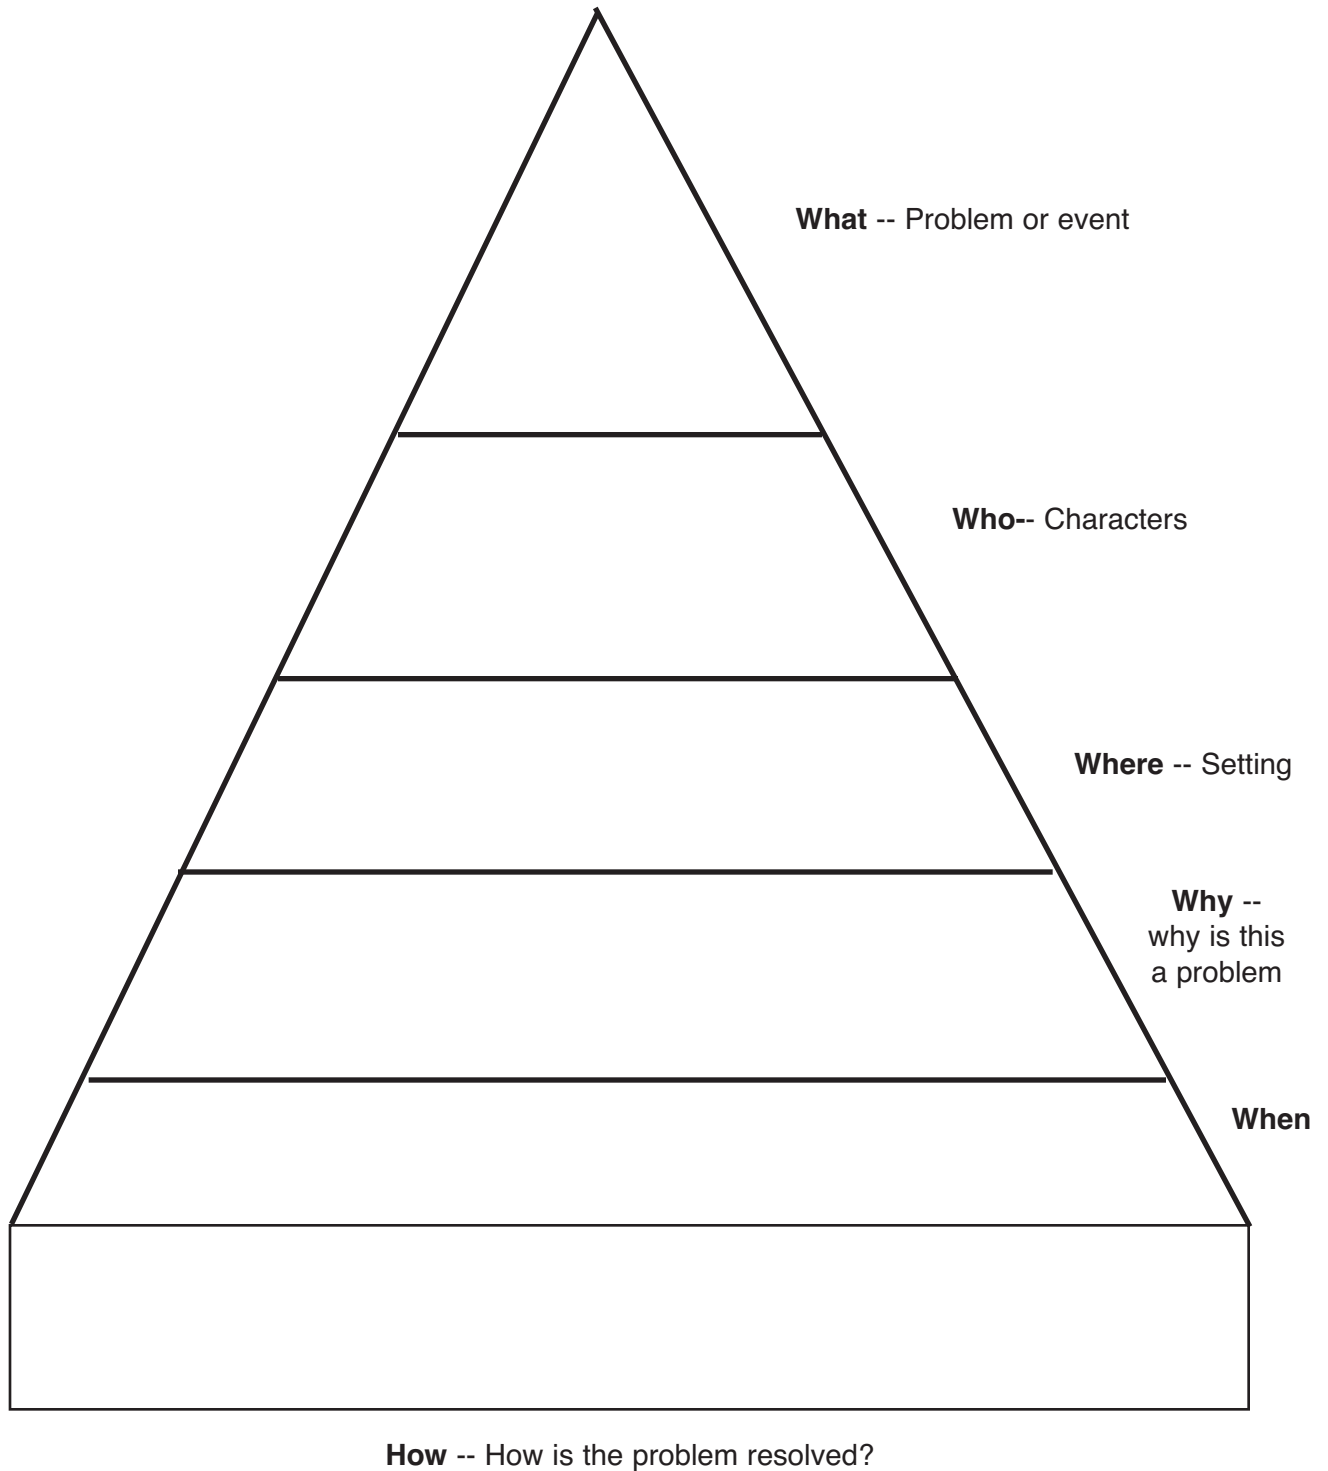 What -- Problem or event
Who-- Characters
Where -- Setting
Why --
why is this
a problem
When
How -- How is the problem resolved?